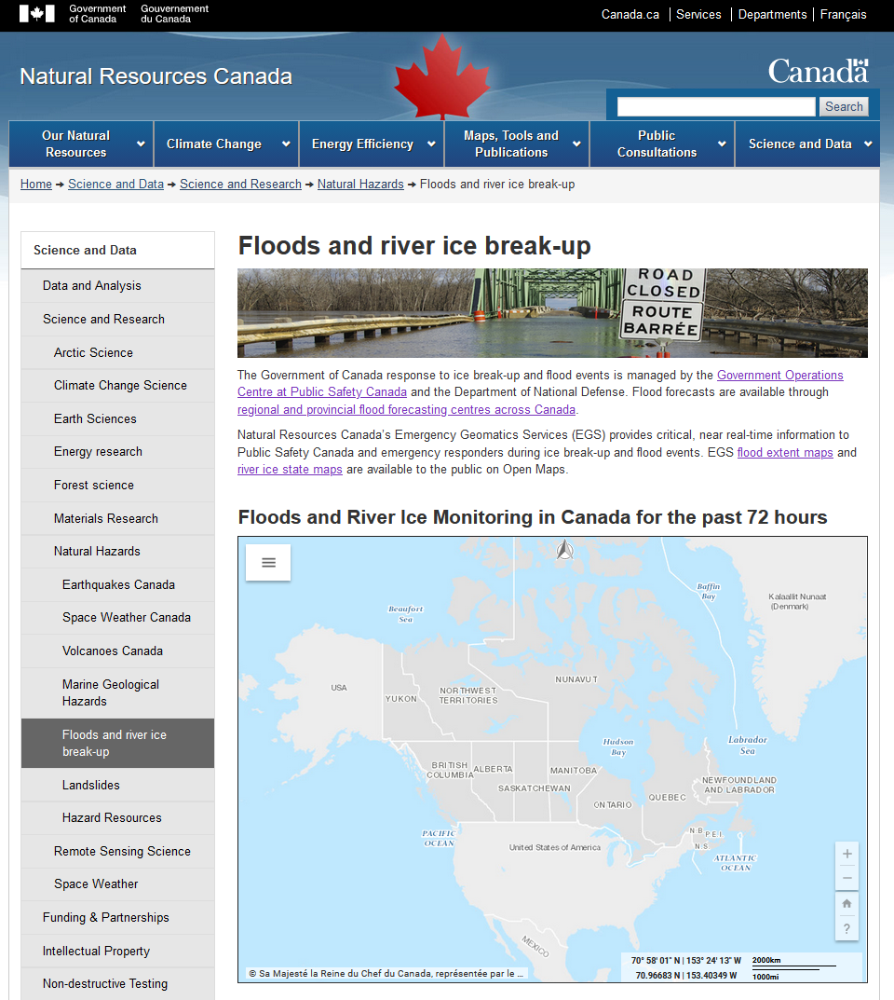 Government of Canada
Gouvernement du Canada
Canada.ca | Services | Departments | Français
Natural Resources Canada
Canada
Search
Our Natural Resources
Climate Change
Energy Efficiency
Maps, Tools and Publications
Public Consultations
Science and Data
Home → Science and Data → Science and Research → Natural Hazards → Floods and river ice break-up
Science and Data
Data and Analysis
Science and Research
Arctic Science
Climate Change Science
Earth Sciences
Energy research
Forest science
Materials Research
Natural Hazards
Earthquakes Canada
Space Weather Canada
Volcanoes Canada
Marine Geological
Hazards
Floods and river ice
break-up
Landslides
Hazard Resources
Remote Sensing Science
Space Weather
Funding & Partnerships
Intellectual Property
Non-destructive Testing
Floods and river ice break-up
ROAD
CLOSED
ROUTE
BARRÉE
The Government of Canada response to ice break-up and flood events is managed by the Government Operations
Centre at Public Safety Canada and the Department of National Defense. Flood forecasts are available through
regional and provincial flood forecasting centres across Canada.
Natural Resources Canada's Emergency Geomatics Services (EGS) provides critical, near real-time information to
Public Safety Canada and emergency responders during ice break-up and flood events. EGS flood extent maps and
river ice state maps are available to the public on Open Maps.
Floods and River Ice Monitoring in Canada for the past 72 hours
Baffin
Bay
Kalaallit Nunaat
(Denmark)
Beaufort
Sea
USA
YUKON
NORTHWEST
TERRITORIES
NUNAVUT
Hudson
Bay
Labrador
Sea
BRITISH
COLUMBIA
ALBERTA
SASKATCHEWAN
MANITOBA
ONTARIO
QUEBEC
NEWFOUNDLAND
AND LABRADOR
N.B.
P.E.I.
N.S.
PACIFIC
OCEAN
United States of America
ATLANTIC
OCEAN
MEXICO
+
−
?
70° 58' 01" N | 153° 24' 13" W
2000km
70.96683 N | 153.40349 W
1000mi
© Sa Majesté la Reine du Chef du Canada, représentée par le ...